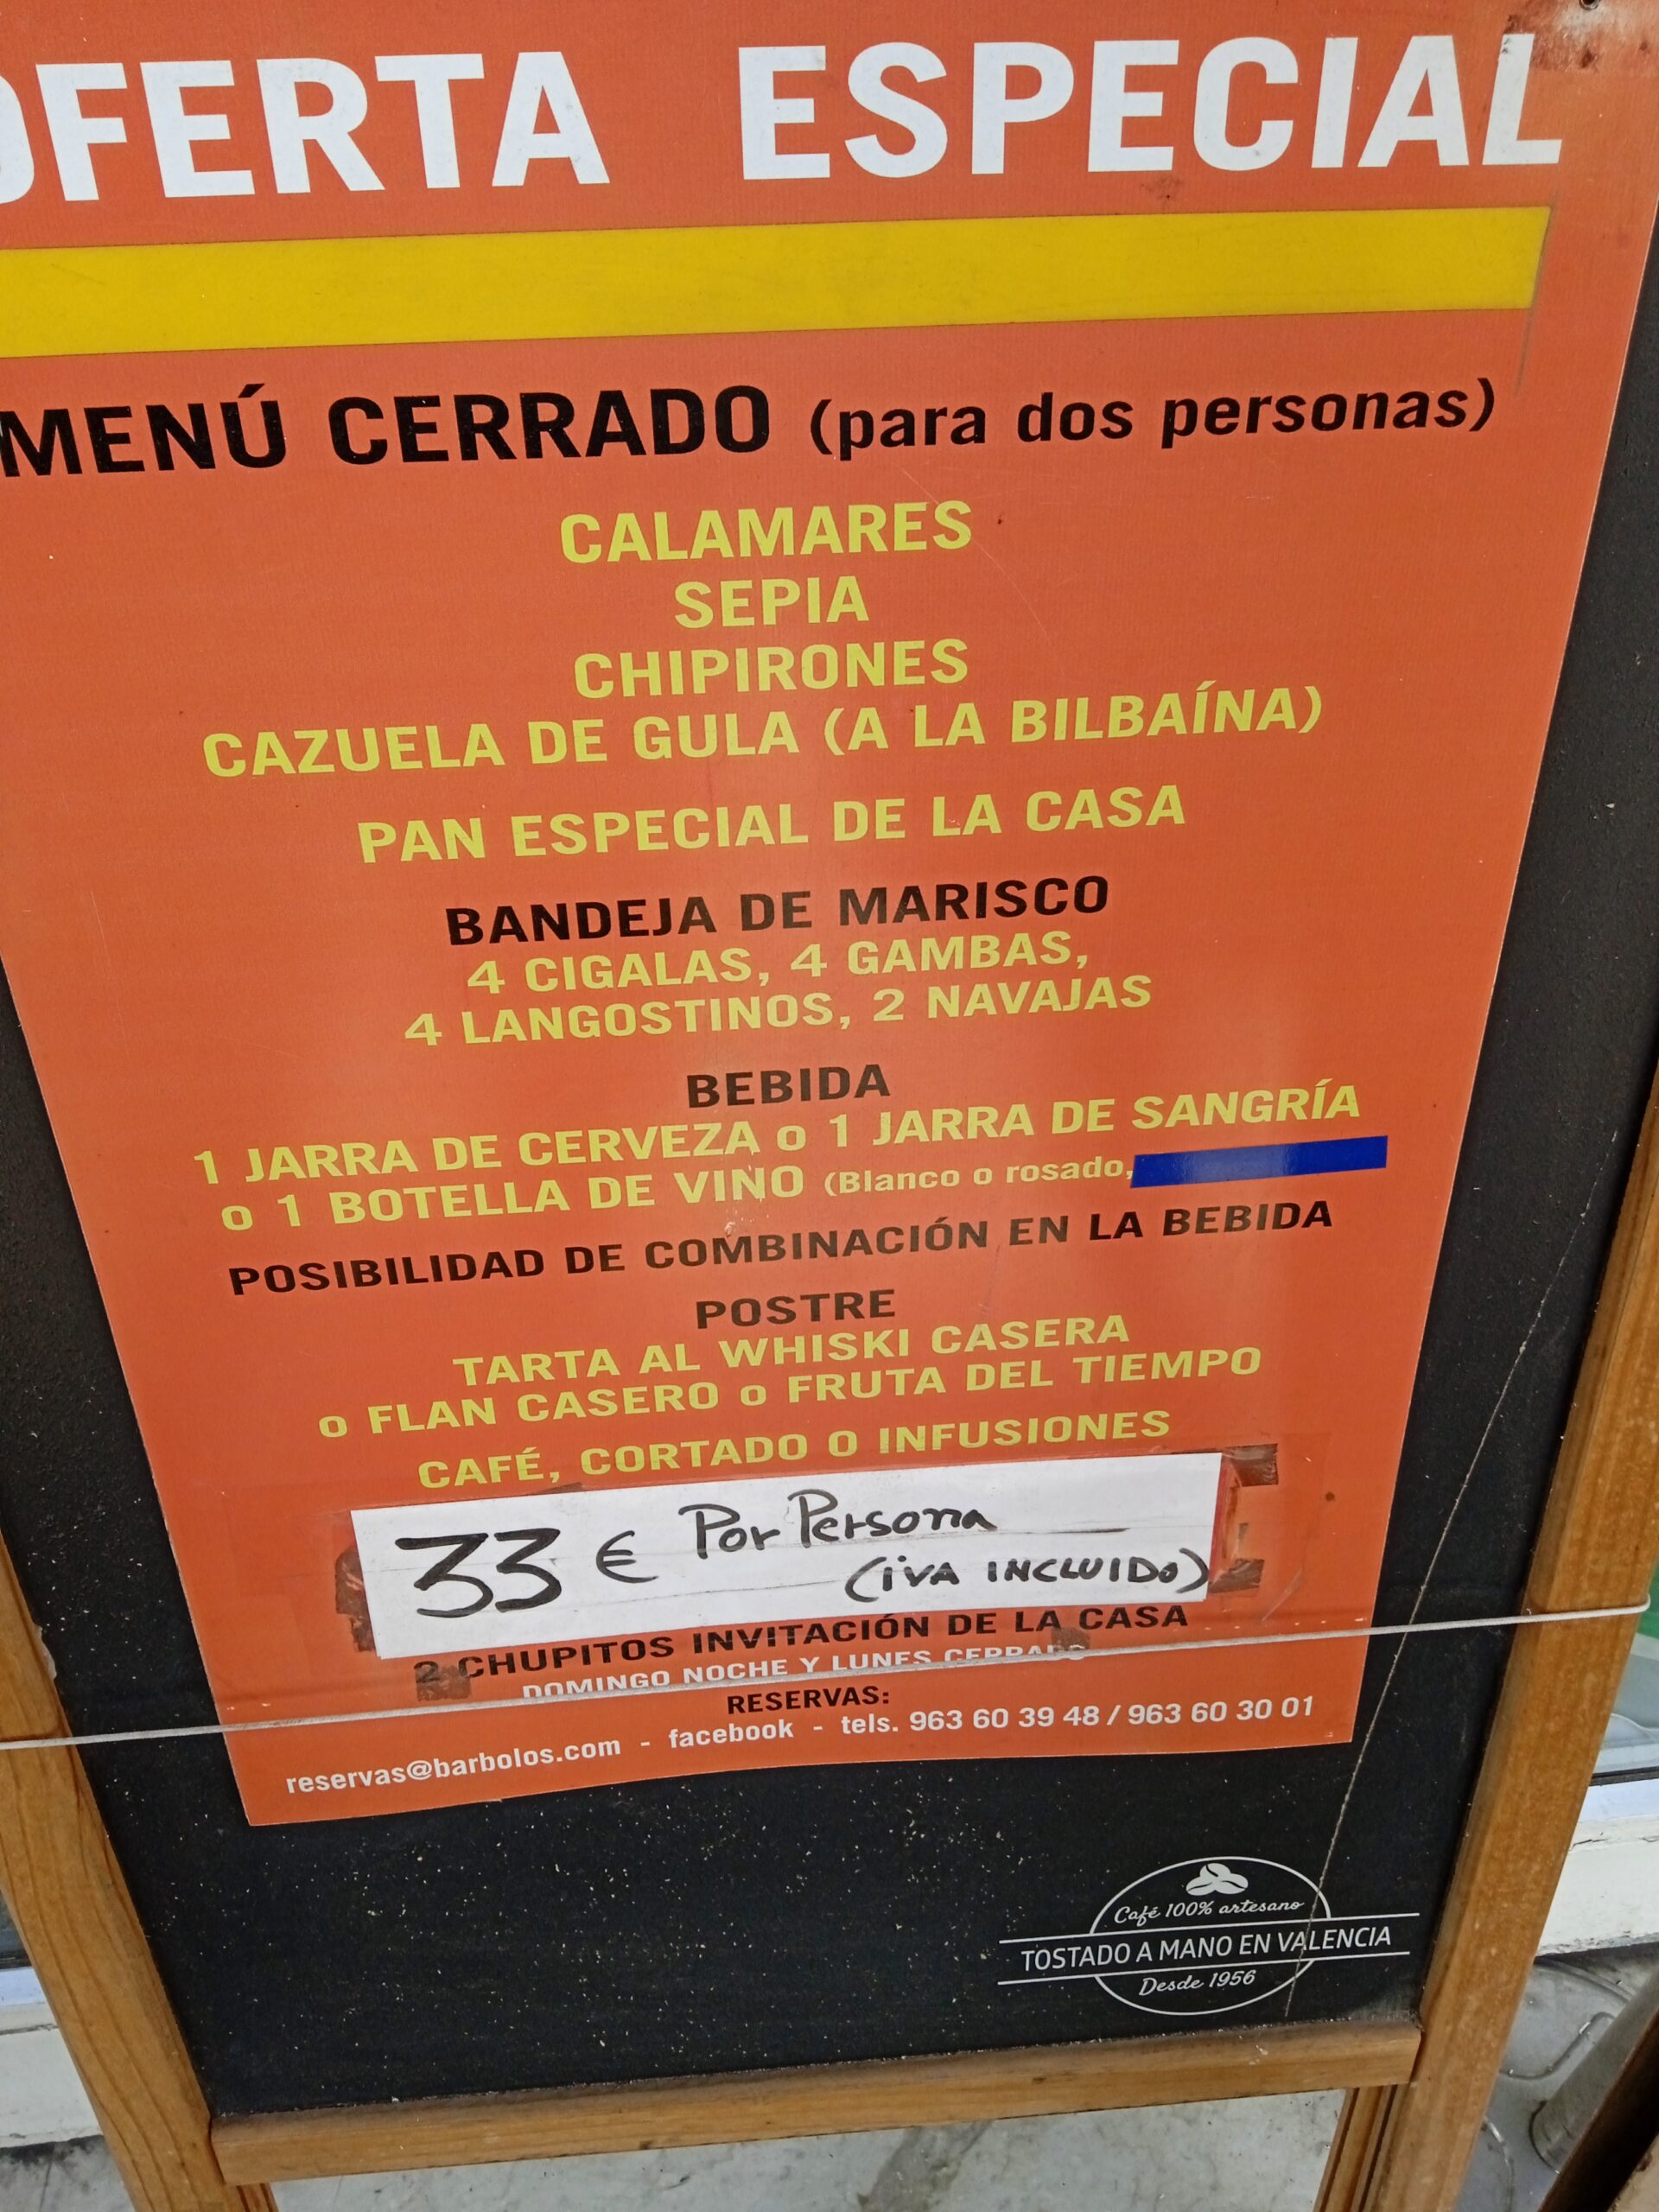 OFERTA ESPECIAL
MENÚ CERRADO (para dos personas)
CALAMARES
SEPIA
CHIPIRONES
CAZUELA DE GULA (A LA BILBAÍNA)
PAN ESPECIAL DE LA CASA
BANDEJA DE MARISCO
4 CIGALAS, 4 GAMBAS,
4 LANGOSTINOS, 2 NAVAJAS
BEBIDA
1 JARRA DE CERVEZA o 1 JARRA DE SANGRÍA
o 1 BOTELLA DE VINO (Blanco o rosado,
POSIBILIDAD DE COMBINACIÓN EN LA BEBIDA
POSTRE
TARTA AL WHISKI CASERA
o FLAN CASERO o FRUTA DEL TIEMPO
CAFÉ, CORTADO O INFUSIONES
33 € Por Persona
(iVA INCLUIDO)
2 CHUPITOS INVITACIÓN DE LA CASA
DOMINGO NOCHE Y LUNES CERRADO
RESERVAS:
reservas@barbolos.com - facebook - tels. 963 60 39 48 / 963 60 30 01
Café 100% artesano
TOSTADO A MANO EN VALENCIA
Desde 1956